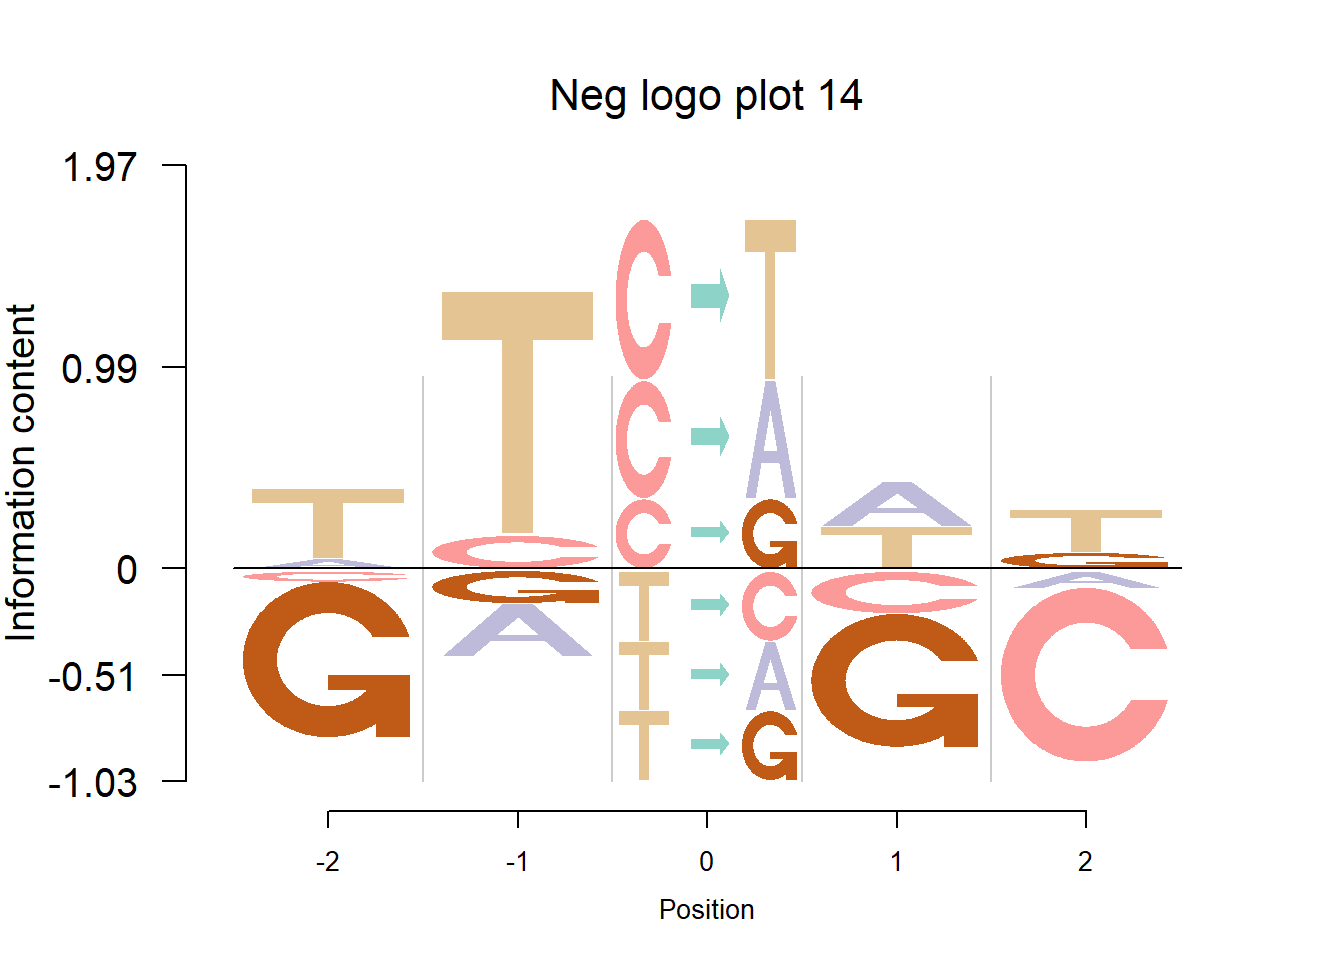 Neg logo plot 14
1.97
0.99
0
-0.51
-1.03
Information content
T A C G
T C G A
C T
C A
C G
T C
T A
T G
A T C G
T G A C
-2 -1 0 1 2
Position